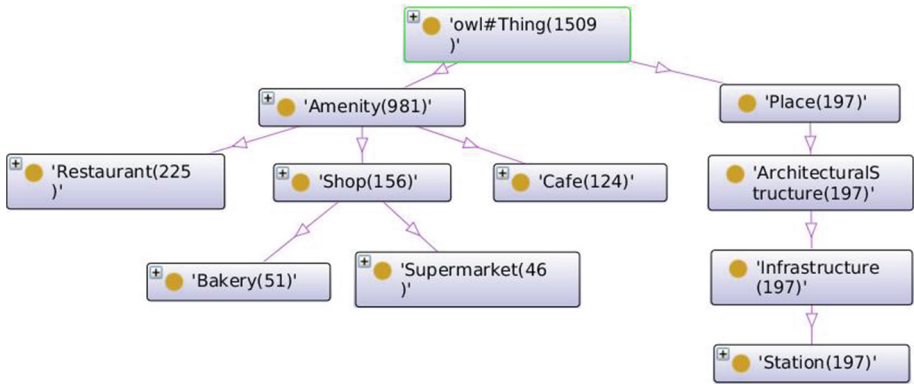 'owl#Thing(1509
)'
'Amenity(981)'
'Place(197)'
'Restaurant(225
)'
'Shop(156)'
'Cafe(124)'
'ArchitecturalS
tructure(197)'
'Bakery(51)'
'Supermarket(46
)'
'Infrastructure
(197)'
'Station(197)'